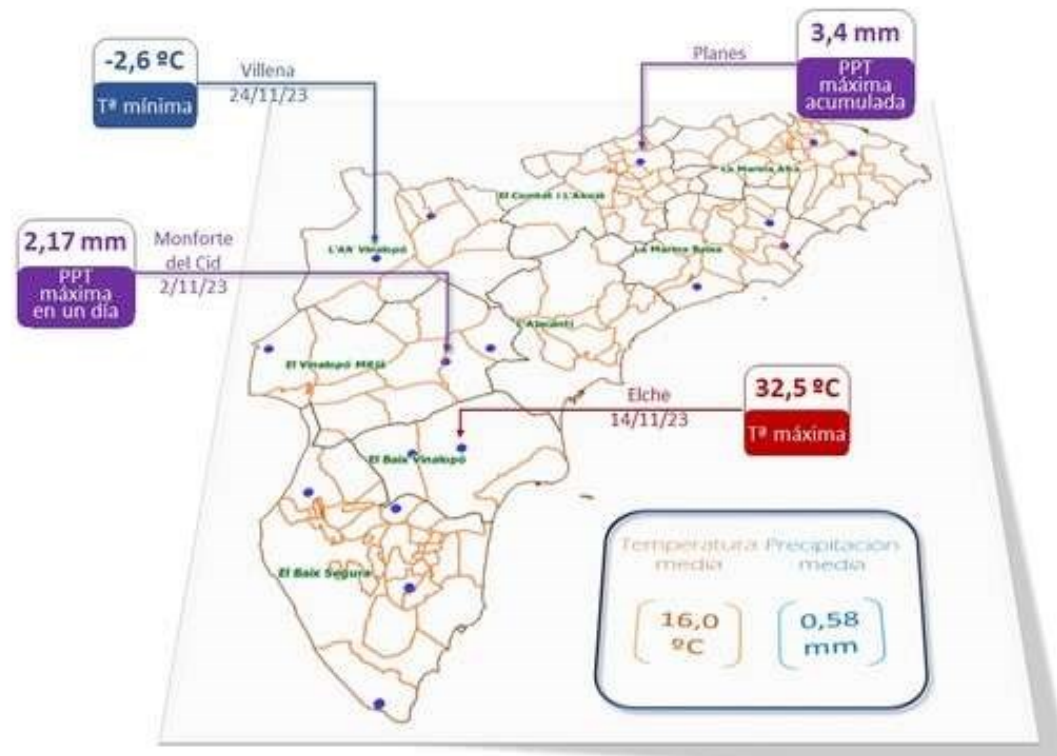 -2,6 ºC
Tª mínima
Villena
24/11/23
Planes
3,4 mm
PPT
máxima
acumulada
2,17 mm
PPT
máxima
en un día
Monforte
del Cid
2/11/23
La Marina Alta
El Comtat i L'Alcoià
L'Alt Vinalopó
La Marina Baixa
L'Alacantí
El Vinalopó Mitjà
Elche
14/11/23
32,5 ºC
Tª máxima
El Baix Vinalopó
El Baix Segura
Temperatura
media
16,0
ºC
Precipitación
media
0,58
mm